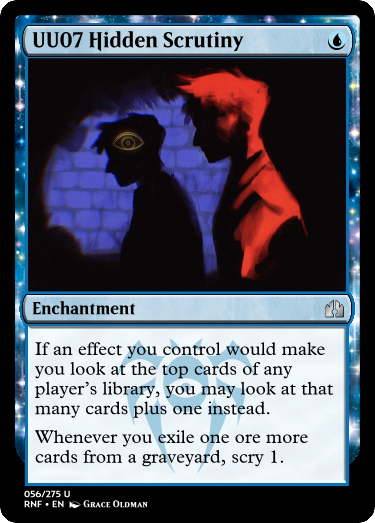 UU07 Hidden Scrutiny
Enchantment
If an effect you control would make
you look at the top cards of any
player's library, you may look at that
many cards plus one instead.
Whenever you exile one ore more
cards from a graveyard, scry 1.
056/275 U
RNF • EN Grace Oldman